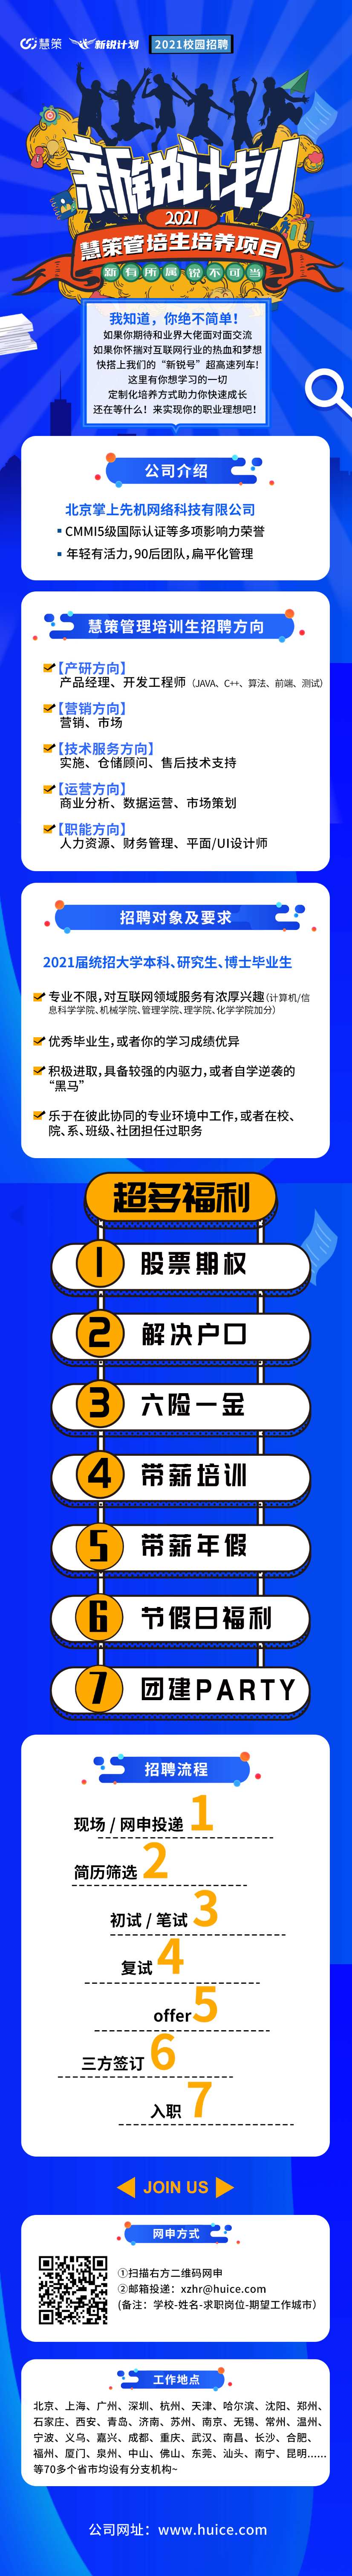 慧策 新锐计划 2021校园招聘
新锐计划
2021
慧策管培生培养项目
新有所属 锐不可当
我知道，你绝不简单！
如果你期待和业界大佬面对面交流
如果你怀揣对互联网行业的热血和梦想
快搭上我们的“新锐号”超高速列车!
这里有你想学习的一切
定制化培养方式助力你快速成长
还在等什么！来实现你的职业理想吧！
公司介绍
北京掌上先机网络科技有限公司
CMMI5级国际认证等多项影响力荣誉
年轻有活力，90后团队，扁平化管理
慧策管理培训生招聘方向
【产研方向】
产品经理、开发工程师（JAVA、C++、算法、前端、测试）
【营销方向】
营销、市场
【技术服务方向】
实施、仓储顾问、售后技术支持
【运营方向】
商业分析、数据运营、市场策划
【职能方向】
人力资源、财务管理、平面/UI设计师
招聘对象及要求
2021届统招大学本科、研究生、博士毕业生
专业不限，对互联网领域服务有浓厚兴趣（计算机/信
息科学学院、机械学院、管理学院、理学院、化学学院加分）
优秀毕业生，或者你的学习成绩优异
积极进取，具备较强的内驱力，或者自学逆袭的
“黑马”
乐于在彼此协同的专业环境中工作，或者在校、
院、系、班级、社团担任过职务
超多福利
1 股票期权
2 解决户口
3 六险一金
4 带薪培训
5 带薪年假
6 节假日福利
7 团建PARTY
招聘流程
现场 / 网申投递 1
简历筛选 2
初试 / 笔试 3
复试 4
offer 5
三方签订 6
入职 7
JOIN US
网申方式
①扫描右方二维码网申
②邮箱投递：xzhr@huice.com
(备注：学校-姓名-求职岗位-期望工作城市）
工作地点
北京、上海、广州、深圳、杭州、天津、哈尔滨、沈阳、郑州、
石家庄、西安、青岛、济南、苏州、南京、无锡、常州、温州、
宁波、义乌、嘉兴、成都、重庆、武汉、南昌、长沙、合肥、
福州、厦门、泉州、中山、佛山、东莞、汕头、南宁、昆明......
等70多个省市均设有分支机构~
公司网址：www.huice.com